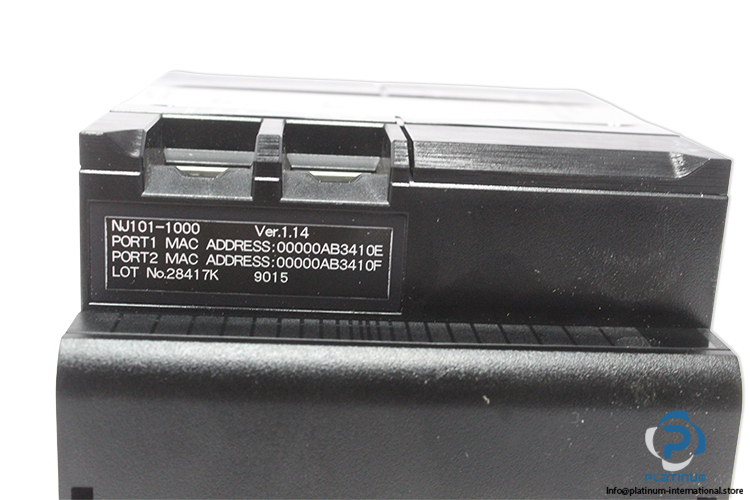 NJ101-1000 Ver.1.14
PORT1 MAC ADDRESS:00000AB3410E
PORT2 MAC ADDRESS:00000AB3410F
LOT No.28417K 9015
PLATINUM
Info@platinum-international.store